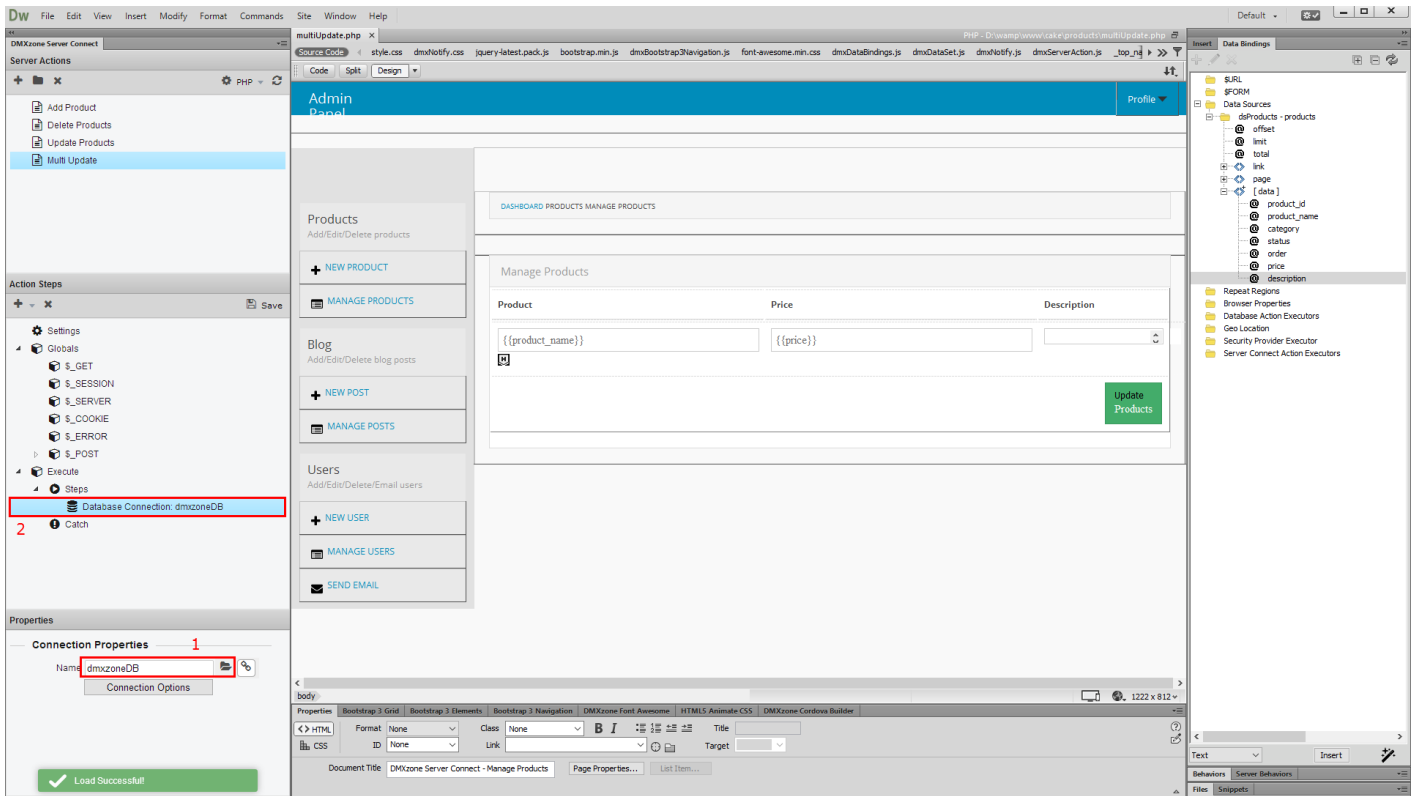 Dw File Edit View Insert Modify Format Commands Site Window Help
Default
DMXzone Server Connect
Server Actions
PHP
Add Product
Delete Products
Update Products
Multi Update
Action Steps
Save
Settings
Globals
$_GET
$_SESSION
$_SERVER
$_COOKIE
$_ERROR
$_POST
Execute
Steps
Database Connection: dmxzoneDB
2
Catch
Properties
Connection Properties
1
Name dmxzoneDB
Connection Options
Load Successful!
multiUpdate.php x
PHP - D:\wamp\www\cake\products\multiUpdate.php
Source Code style.css dmxNotify.css jquery-latest.pack.js bootstrap.min.js dmxBootstrap3Navigation.js font-awesome.min.css dmxDataBindings.js dmxDataSet.js dmxNotify.js dmxServerAction.js _top_na
Code Split Design
Admin
Panel
Profile
DASHBOARD PRODUCTS MANAGE PRODUCTS
Products
Add/Edit/Delete products
NEW PRODUCT
MANAGE PRODUCTS
Blog
Add/Edit/Delete blog posts
NEW POST
MANAGE POSTS
Users
Add/Edit/Delete/Email users
NEW USER
MANAGE USERS
SEND EMAIL
Manage Products
Product Price Description
{{product_name}} {{price}}
H
Update
Products
body
1222 x 812
Properties Bootstrap 3 Grid Bootstrap 3 Elements Bootstrap 3 Navigation DMXzone Font Awesome HTML5 Animate CSS DMXzone Cordova Builder
<> HTML Format None Class None B I Title
CSS ID None Link Target
Document Title DMXzone Server Connect - Manage Products Page Properties... List Item...
Insert Data Bindings
$URL
$FORM
Data Sources
dsProducts - products
offset
limit
total
link
page
[ data ]
product_id
product_name
category
status
order
price
description
Repeat Regions
Browser Properties
Database Action Executors
Geo Location
Security Provider Executor
Server Connect Action Executors
Text Insert
Behaviors Server Behaviors
Files Snippets